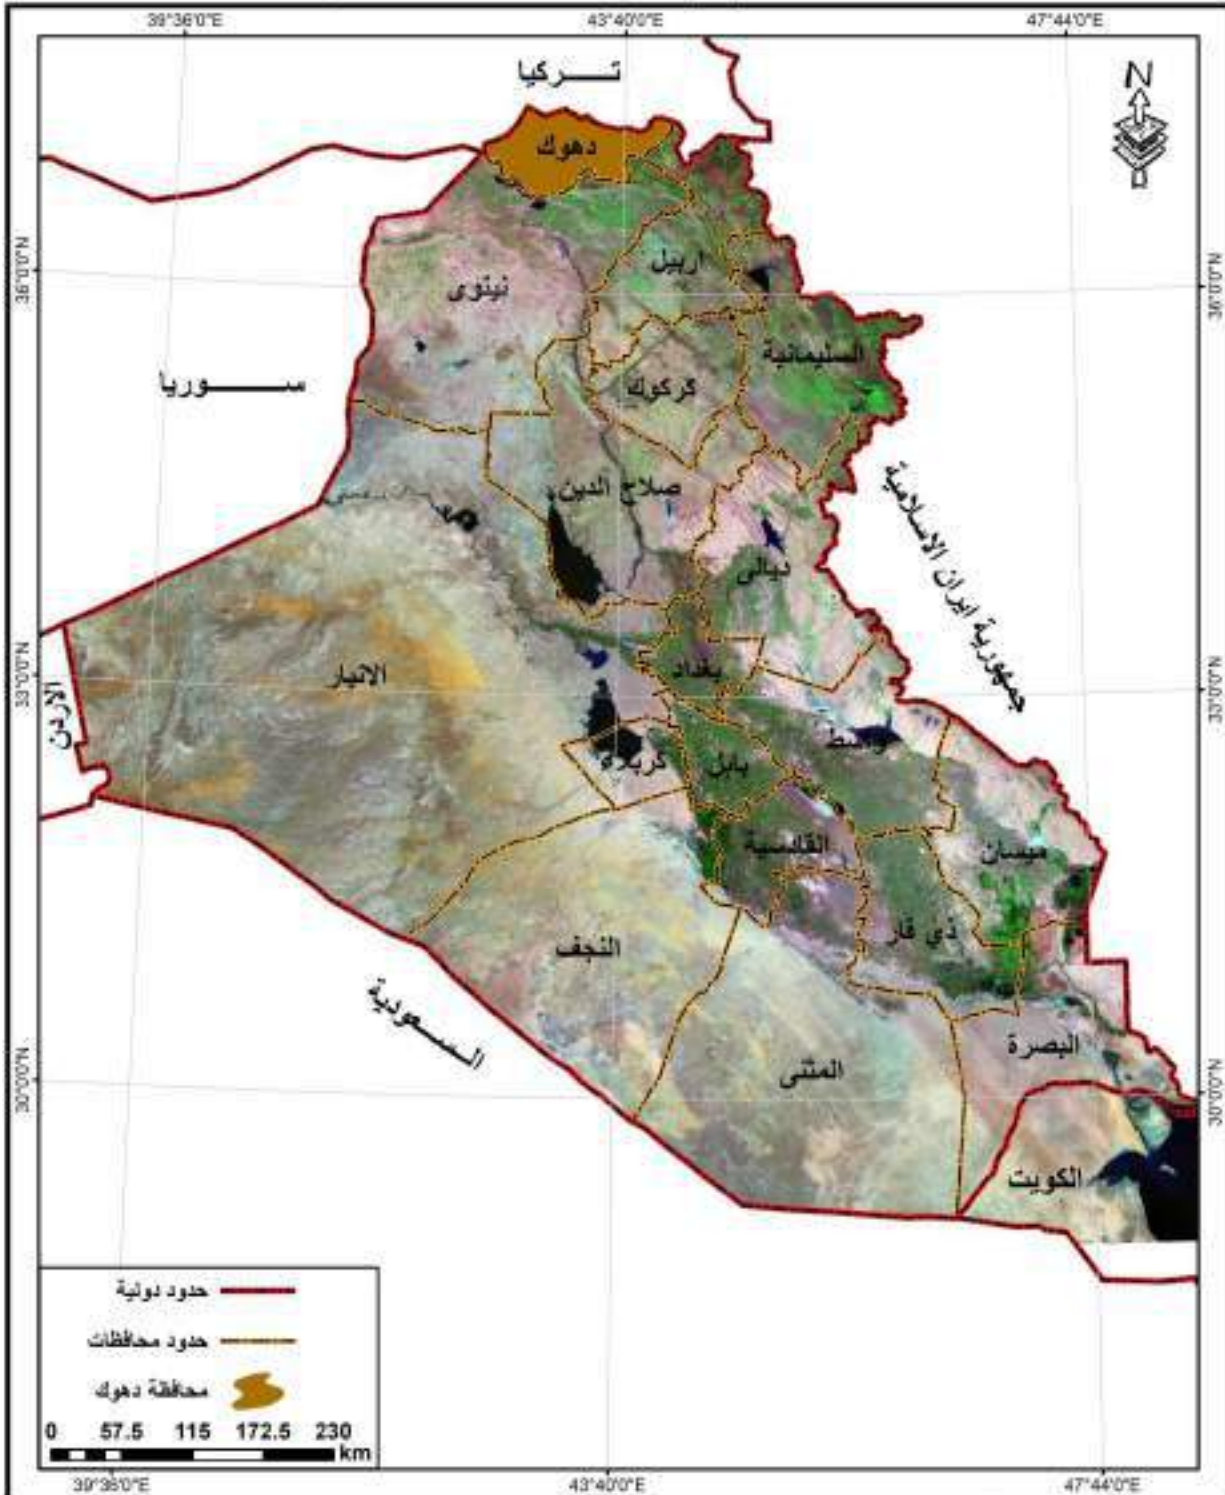 39°36'0"E
43°40'0"E
47°44'0"E
N
تـــــركيا
دهوك
36°0'0"N
36°0'0"N
اربيل
نينوى
السليمانية
ســــــوريا
كركوك
صلاح الدين
جمهورية ايران الاسلامية
ديالى
33°0'0"N
33°0'0"N
الانبار
بغداد
الاردن
واسط
كربلاء
بابل
القادسية
ميسان
ذي قار
النجف
الـســعودية
البصرة
المثنى
30°0'0"N
30°0'0"N
الكويت
حدود دولية
حدود محافظات
محافظة دهوك
0 57.5 115 172.5 230
km
39°36'0"E
43°40'0"E
47°44'0"E